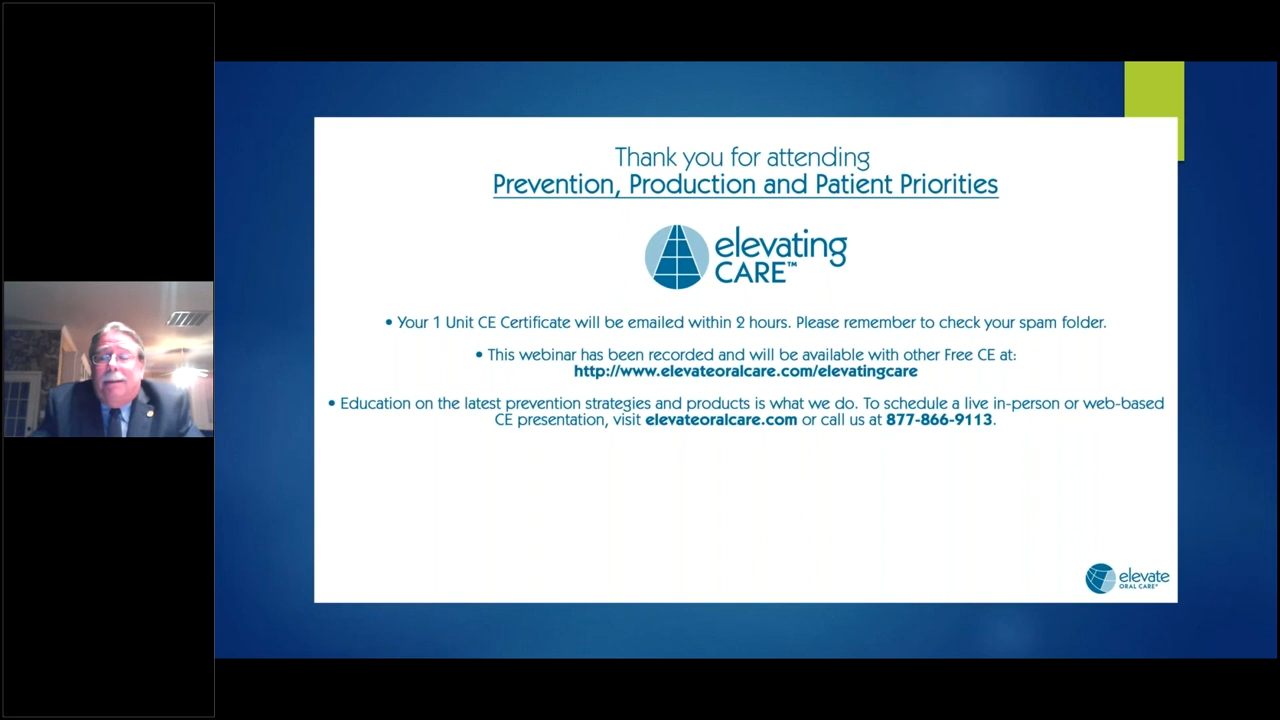 Thank you for attending
Prevention, Production and Patient Priorities
elevating
CARE™
• Your 1 Unit CE Certificate will be emailed within 2 hours. Please remember to check your spam folder.
• This webinar has been recorded and will be available with other Free CE at:
http://www.elevateoralcare.com/elevatingcare
• Education on the latest prevention strategies and products is what we do. To schedule a live in-person or web-based
CE presentation, visit elevateoralcare.com or call us at 877-866-9113.
elevate
ORAL CARE®